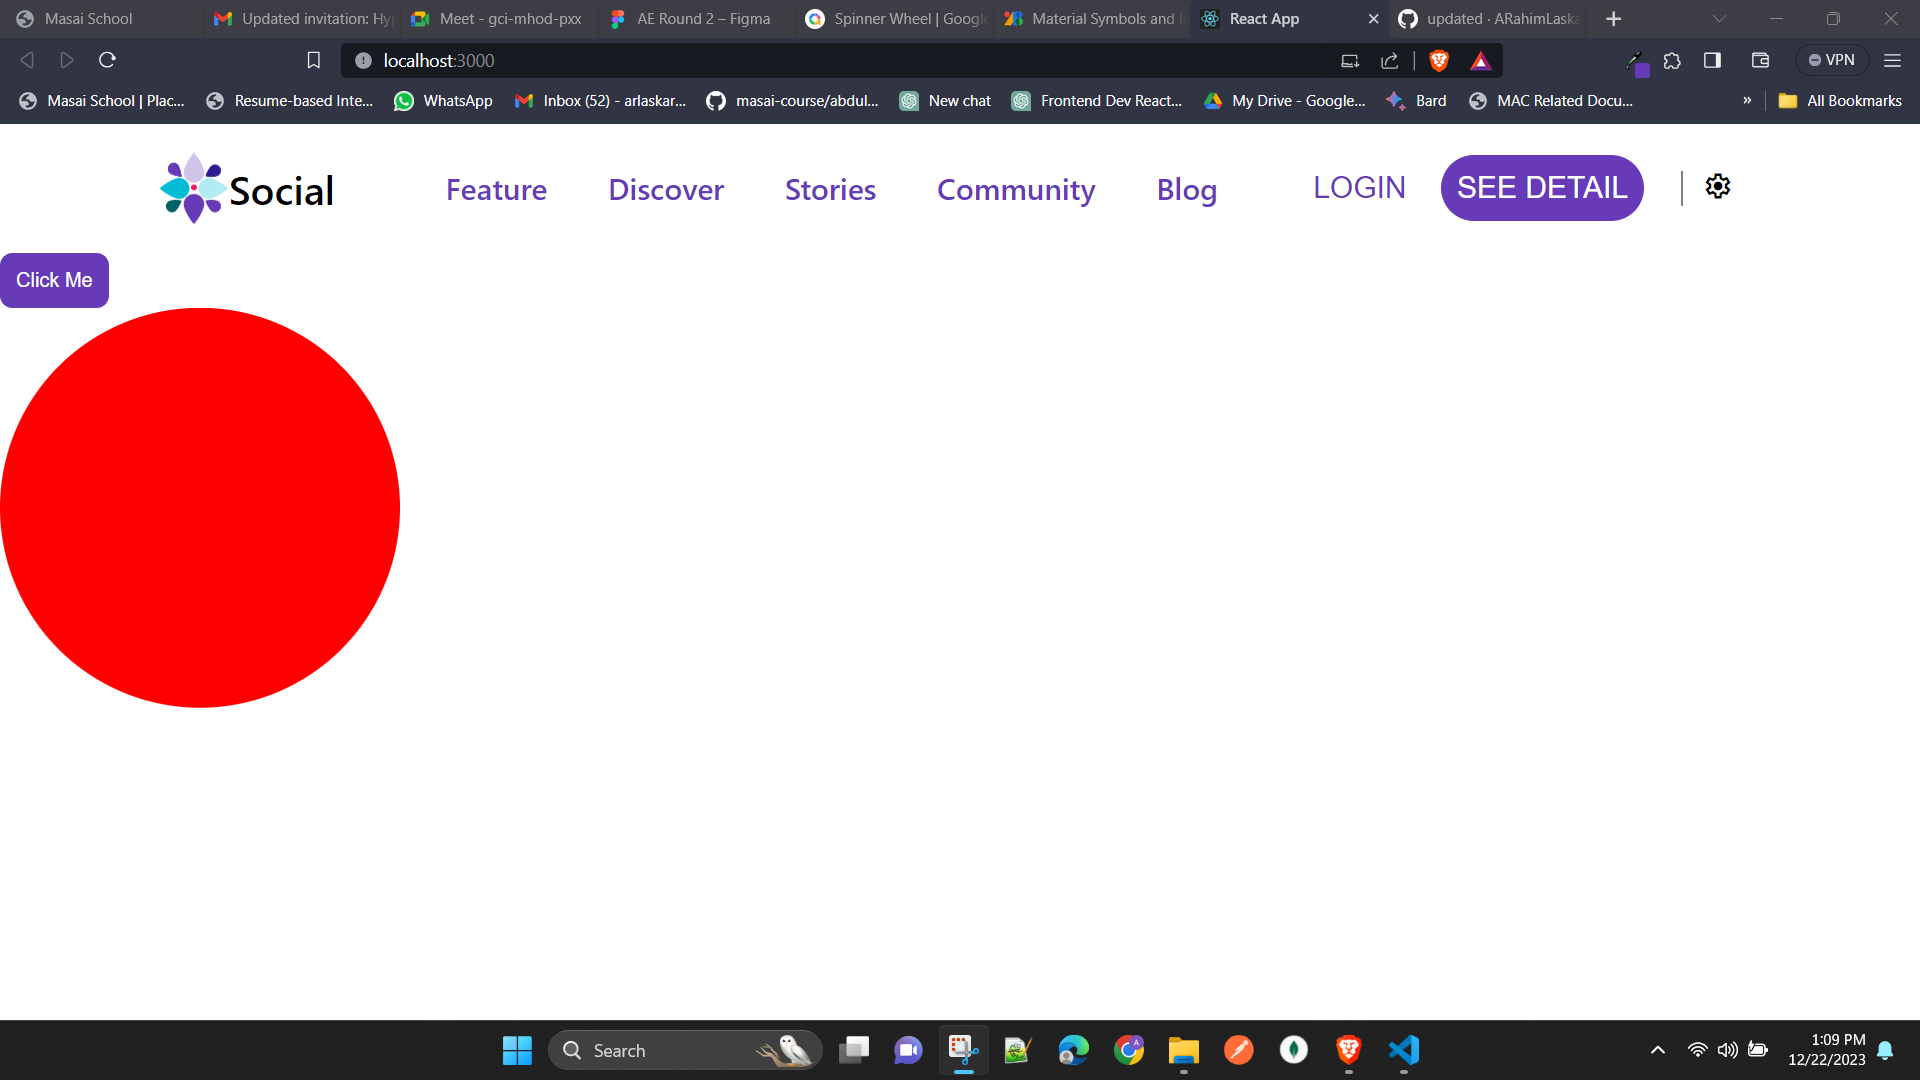 Masai School
Updated invitation: Hy
Meet - gci-mhod-pxx
AE Round 2 – Figma
Spinner Wheel | Google
Material Symbols and I
React App
updated · ARahimLaska
localhost:3000
VPN
Masai School | Plac...
Resume-based Inte...
WhatsApp
Inbox (52) - arlaskar...
masai-course/abdul...
New chat
Frontend Dev React...
My Drive - Google...
Bard
MAC Related Docu...
»
All Bookmarks
Social
Feature
Discover
Stories
Community
Blog
LOGIN
SEE DETAIL
Click Me
Search
1:09 PM
12/22/2023